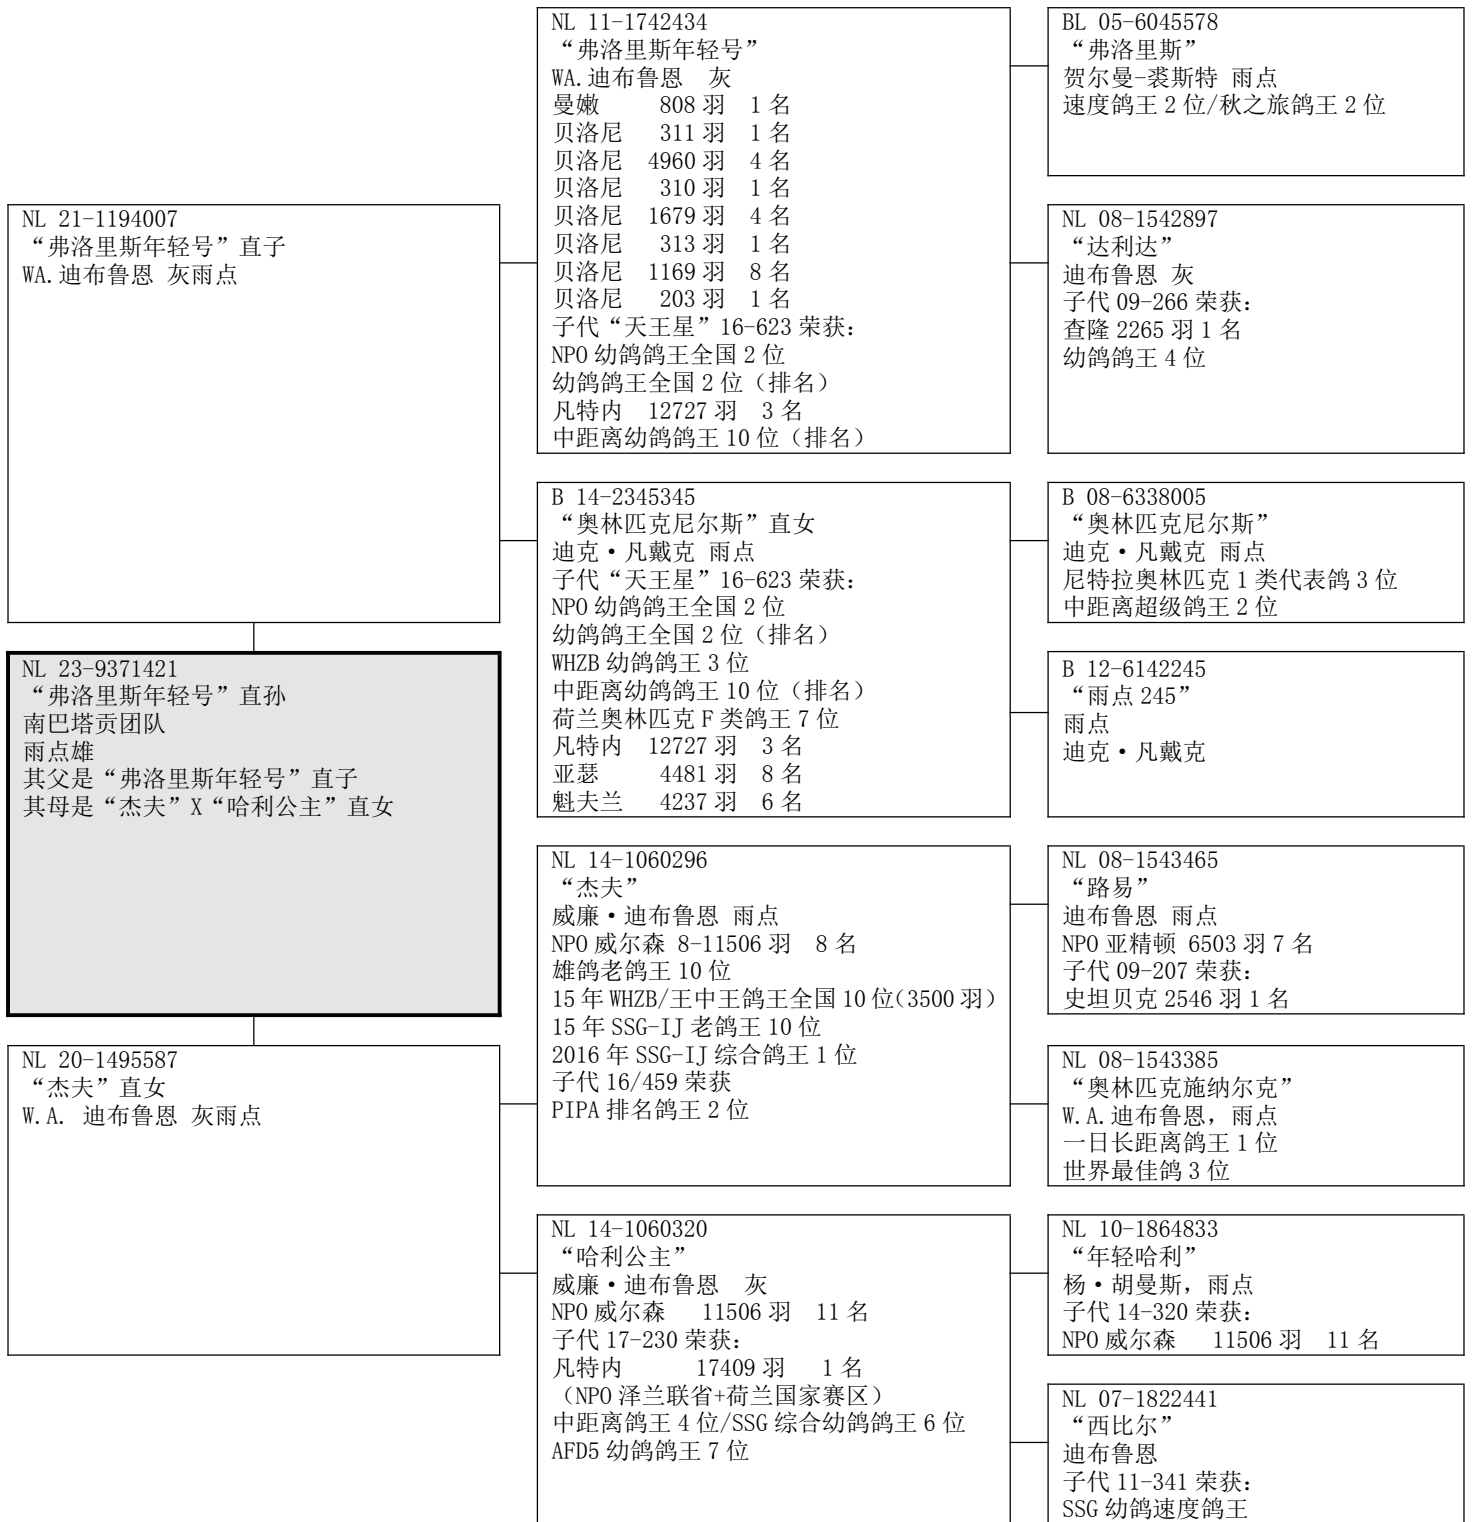 NL 21-1194007
“弗洛里斯年轻号”直子
WA.迪布鲁恩 灰雨点
NL 23-9371421
“弗洛里斯年轻号”直孙
南巴塔贡团队
雨点雄
其父是“弗洛里斯年轻号”直子
其母是“杰夫”X“哈利公主”直女
NL 20-1495587
“杰夫”直女
W.A. 迪布鲁恩 灰雨点
NL 11-1742434
“弗洛里斯年轻号”
WA.迪布鲁恩 灰
曼嫩 808羽 1名
贝洛尼 311羽 1名
贝洛尼 4960羽 4名
贝洛尼 310羽 1名
贝洛尼 1679羽 4名
贝洛尼 313羽 1名
贝洛尼 1169羽 8名
贝洛尼 203羽 1名
子代“天王星”16-623荣获：
NPO幼鸽鸽王全国2位
幼鸽鸽王全国2位（排名）
凡特内 12727羽 3名
中距离幼鸽鸽王10位（排名）
B 14-2345345
“奥林匹克尼尔斯”直女
迪克·凡戴克 雨点
子代“天王星”16-623荣获：
NPO幼鸽鸽王全国2位
幼鸽鸽王全国2位（排名）
WHZB幼鸽鸽王3位
中距离幼鸽鸽王10位（排名）
荷兰奥林匹克F类鸽王7位
凡特内 12727羽 3名
亚瑟 4481羽 8名
魁夫兰 4237羽 6名
NL 14-1060296
“杰夫”
威廉·迪布鲁恩 雨点
NPO威尔森 8-11506羽 8名
雄鸽老鸽王10位
15年WHZB/王中王鸽王全国10位(3500羽)
15年SSG-IJ老鸽王10位
2016年SSG-IJ综合鸽王1位
子代16/459荣获
PIPA排名鸽王2位
NL 14-1060320
“哈利公主”
威廉·迪布鲁恩 灰
NPO威尔森 11506羽 11名
子代17-230荣获：
凡特内 17409羽 1名
（NPO泽兰联省+荷兰国家赛区）
中距离鸽王4位/SSG综合幼鸽鸽王6位
AFD5幼鸽鸽王7位
BL 05-6045578
“弗洛里斯”
贺尔曼-裘斯特 雨点
速度鸽王2位/秋之旅鸽王2位
NL 08-1542897
“达利达”
迪布鲁恩 灰
子代09-266荣获：
查隆2265羽1名
幼鸽鸽王4位
B 08-6338005
“奥林匹克尼尔斯”
迪克·凡戴克 雨点
尼特拉奥林匹克1类代表鸽3位
中距离超级鸽王2位
B 12-6142245
“雨点245”
雨点
迪克·凡戴克
NL 08-1543465
“路易”
迪布鲁恩 雨点
NPO亚精顿 6503羽7名
子代09-207荣获：
史坦贝克2546羽1名
NL 08-1543385
“奥林匹克施纳尔克”
W.A.迪布鲁恩，雨点
一日长距离鸽王1位
世界最佳鸽3位
NL 10-1864833
“年轻哈利”
杨·胡曼斯，雨点
子代14-320荣获：
NPO威尔森 11506羽 11名
NL 07-1822441
“西比尔”
迪布鲁恩
子代11-341荣获：
SSG幼鸽速度鸽王